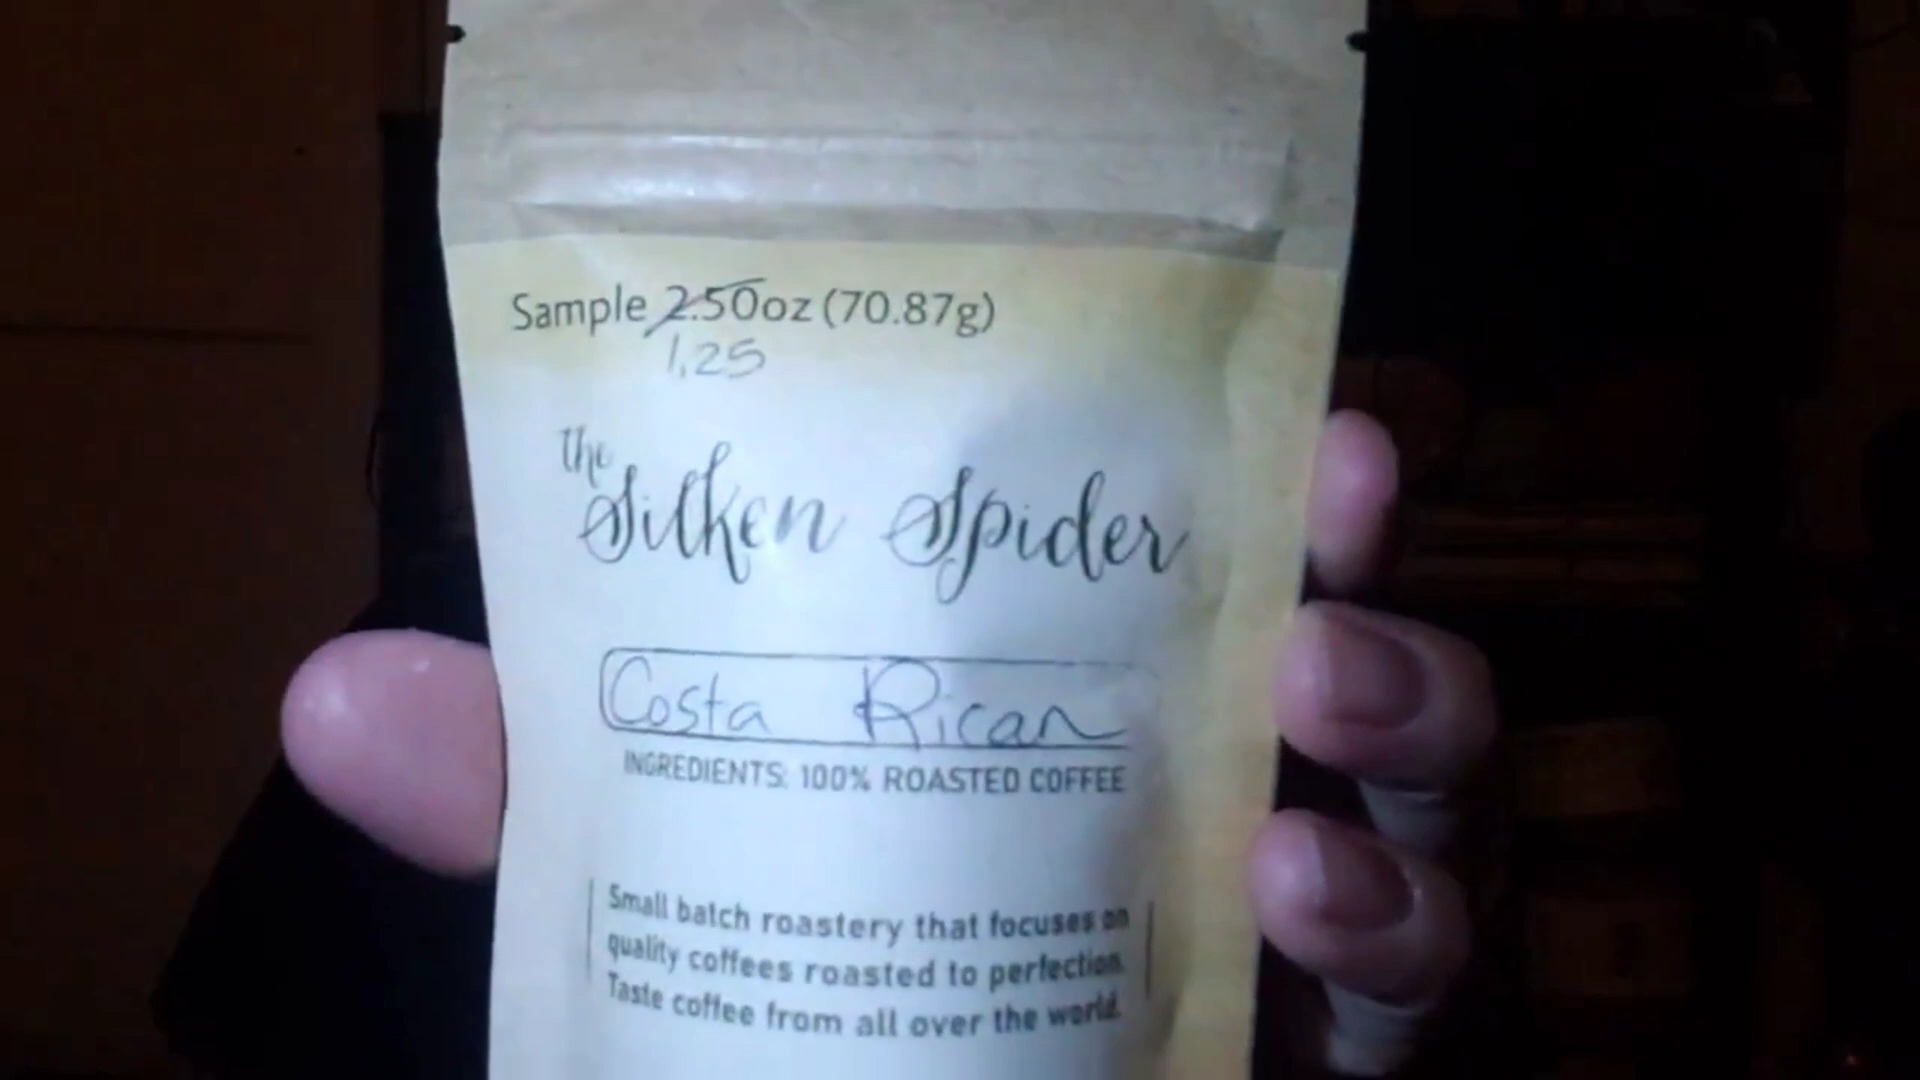 Sample 2.50oz (70.87g)
1.25
the
Silken Spider
Costa Rican
INGREDIENTS: 100% ROASTED COFFEE
Small batch roastery that focuses on
quality coffees roasted to perfection.
Taste coffee from all over the world.